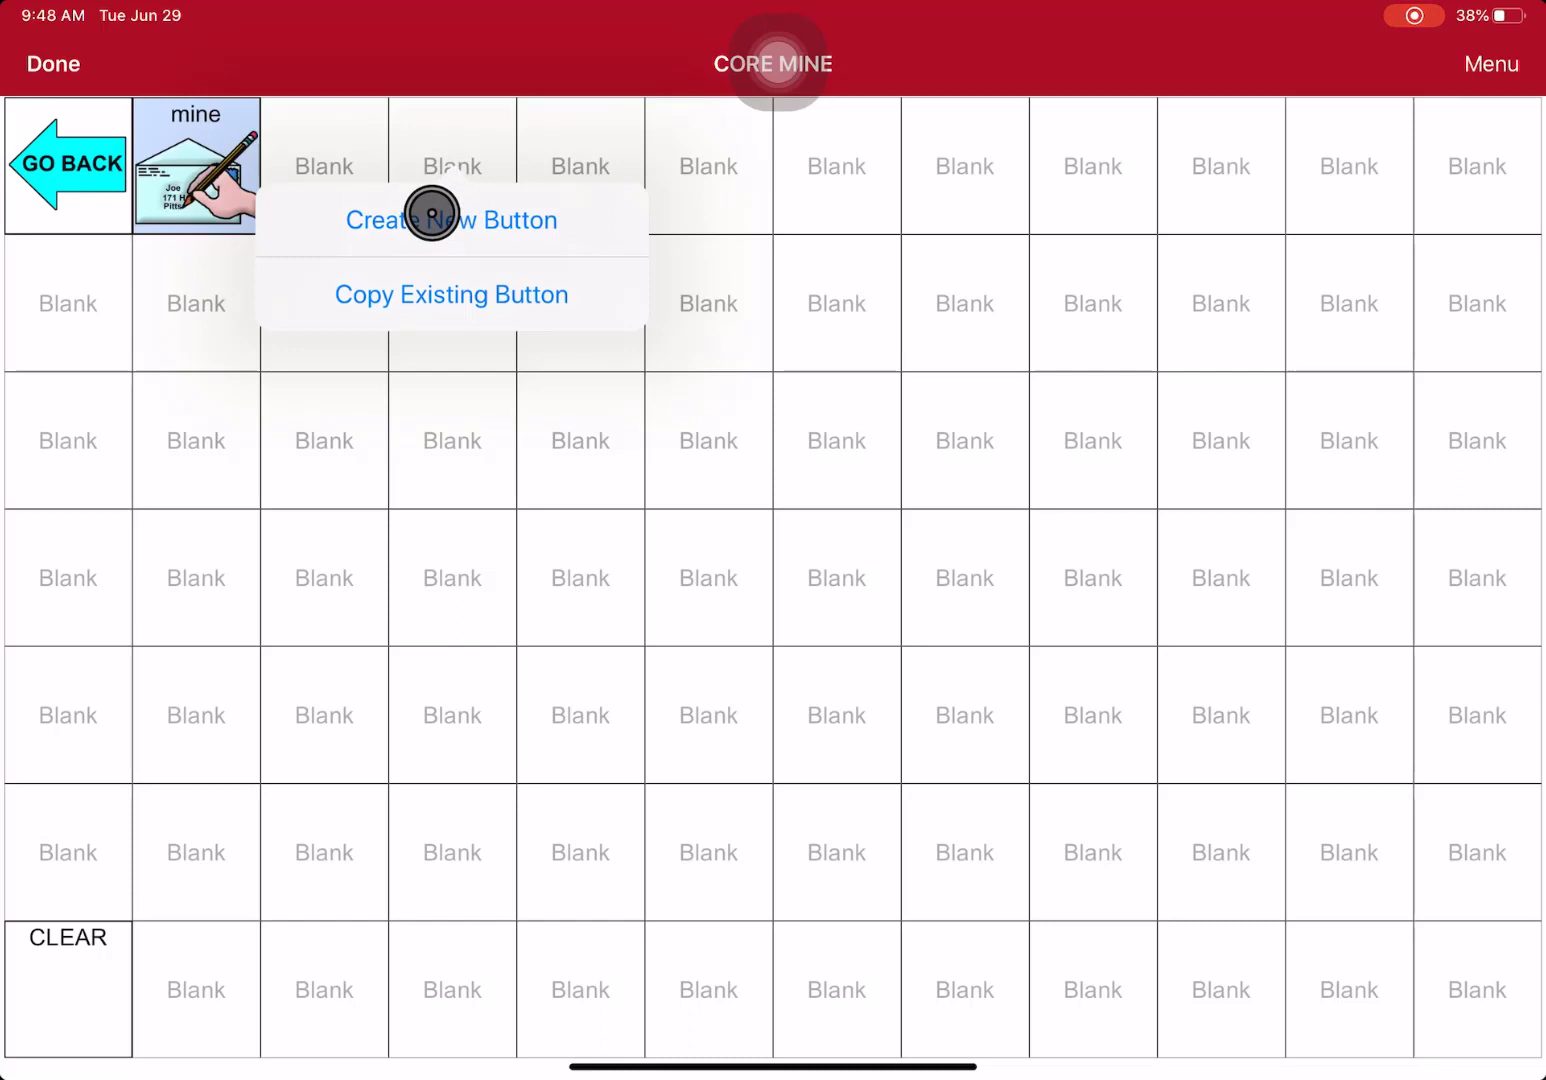 9:48 AM Tue Jun 29 38%
Done CORE MINE Menu
GO BACK mine Blank Blank Blank Blank Blank Blank Blank Blank Blank Blank
Joe
171 H
Pitts
Create New Button
Copy Existing Button
Blank Blank Blank Blank Blank Blank Blank Blank Blank
Blank Blank Blank Blank Blank Blank Blank Blank Blank Blank Blank Blank
Blank Blank Blank Blank Blank Blank Blank Blank Blank Blank Blank Blank
Blank Blank Blank Blank Blank Blank Blank Blank Blank Blank Blank Blank
Blank Blank Blank Blank Blank Blank Blank Blank Blank Blank Blank Blank
CLEAR Blank Blank Blank Blank Blank Blank Blank Blank Blank Blank Blank